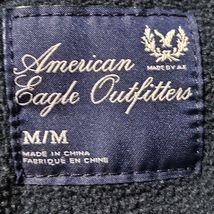 MADE BY AE
American
Eagle Outfitters
M/M
MADE IN CHINA
FABRIQUÉ EN CHINE